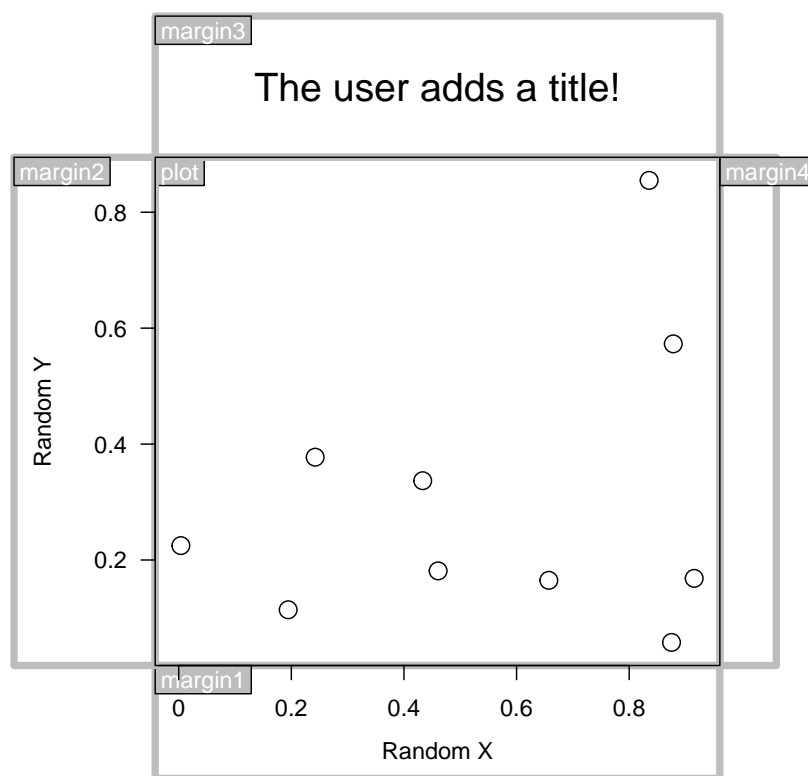 margin3
The user adds a title!
margin2
plot
margin4
0.8
0.6
0.4
0.2
Random Y
margin1
0
0.2
0.4
0.6
0.8
Random X